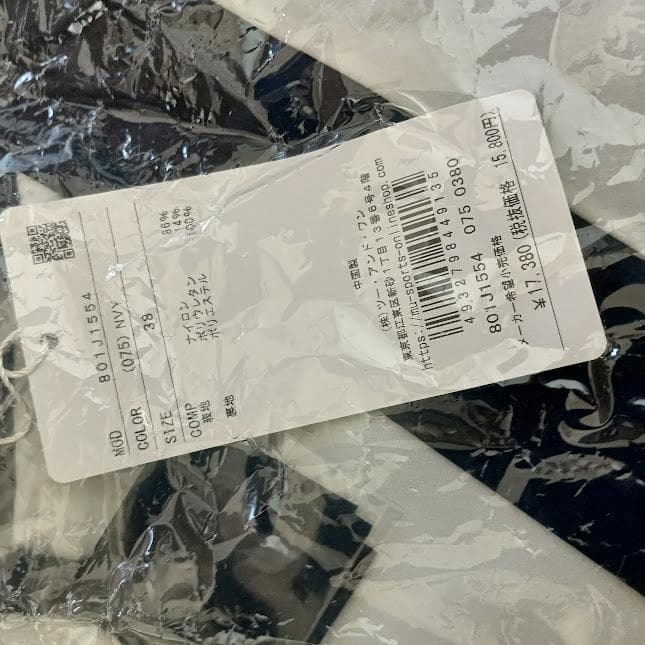 MOD 801J1554
COLOR (075) NVY
SIZE 38
COMP
表地 ナイロン 86%
ポリウレタン 14%
裏地 ポリエステル 100%
中国製
(株)ツー・アンド・ワン
東京都江東区新砂1丁目13番6号4階
https://mu-sports-onlineshop.com
4932798449135
801J1554 075 0380
メーカー希望小売価格
¥17,380(税抜価格 15,800円)